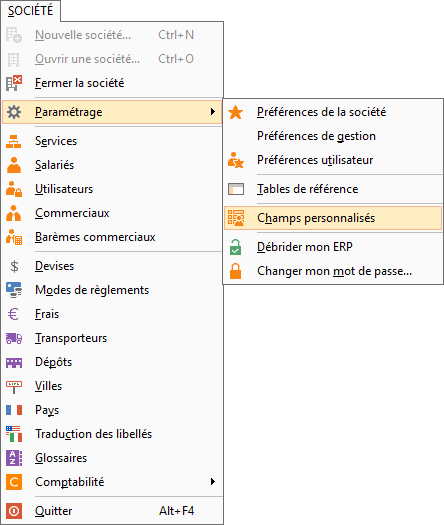 SOCIÉTÉ
Nouvelle société... Ctrl+N
Ouvrir une société... Ctrl+O
Fermer la société
Paramétrage
Services
Salariés
Utilisateurs
Commerciaux
Barèmes commerciaux
Devises
Modes de règlements
Frais
Transporteurs
Dépôts
Villes
Pays
Traduction des libellés
Glossaires
Comptabilité
Quitter Alt+F4
Préférences de la société
Préférences de gestion
Préférences utilisateur
Tables de référence
Champs personnalisés
Débrider mon ERP
Changer mon mot de passe...